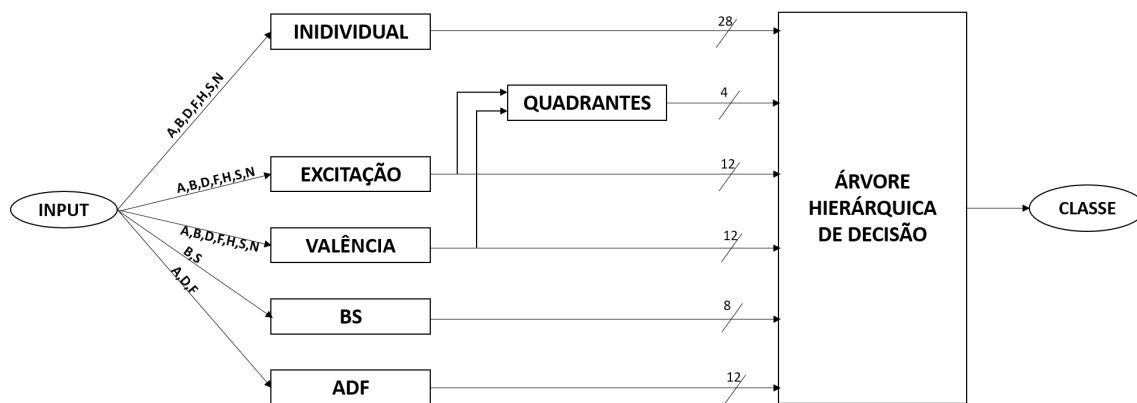 INIDIVIDUAL
28
A,B,D,F,H,S,N
QUADRANTES
4
A,B,D,F,H,S,N
EXCITAÇÃO
12
INPUT
ÁRVORE
HIERÁRQUICA
DE DECISÃO
CLASSE
A,B,D,F,H,S,N
VALÊNCIA
12
B,S
A,D,F
BS
8
ADF
12